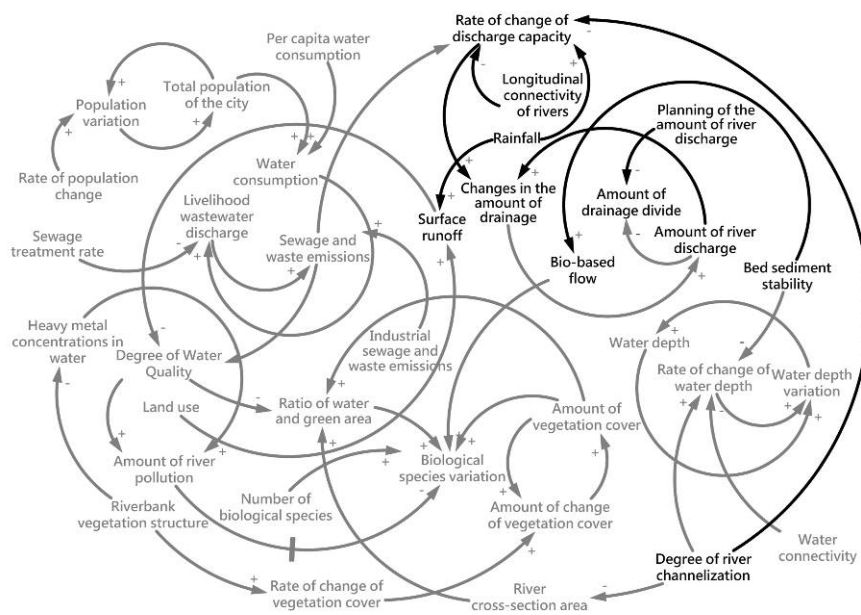 Rate of change of
discharge capacity
Per capita water
consumption
Total population
of the city
Population
variation
Longitudinal
connectivity
of rivers
Planning of the
amount of river
discharge
Rainfall
Rate of population
change
Water
consumption
Livelihood
wastewater
discharge
Changes in the
amount of
drainage
Amount of
drainage divide
Surface
runoff
Sewage
treatment rate
Sewage and
waste emissions
Amount of river
discharge
Bio-based
flow
Bed sediment
stability
Heavy metal
concentrations in
water
Degree of Water
Quality
Industrial
sewage and
waste emissions
Water depth
Rate of change of
water depth
Water depth
variation
Land use
Ratio of water
and green area
Amount of
vegetation cover
Amount of river
pollution
Biological
species variation
Number of
biological species
Riverbank
vegetation structure
Amount of change
of vegetation cover
Water
connectivity
Degree of river
channelization
Rate of change of
vegetation cover
River
cross-section area